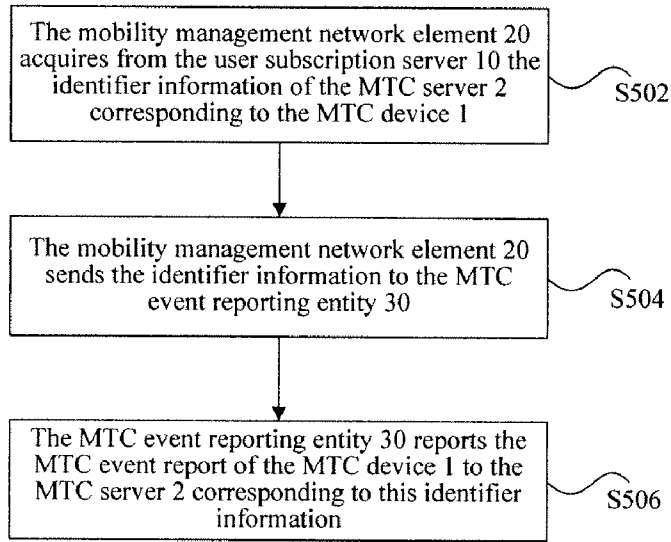 The mobility management network element 20
acquires from the user subscription server 10 the
identifier information of the MTC server 2
corresponding to the MTC device 1
S502
The mobility management network element 20
sends the identifier information to the MTC
event reporting entity 30
S504
The MTC event reporting entity 30 reports the
MTC event report of the MTC device 1 to the
MTC server 2 corresponding to this identifier
information
S506